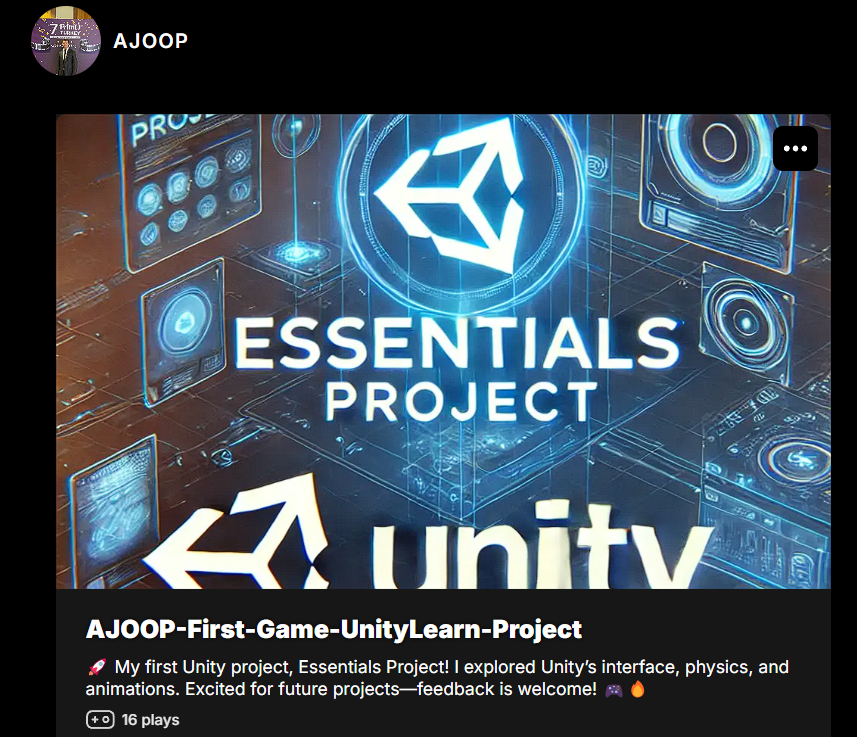 AJOOP
ESSENTIALS
PROJECT
unity
AJOOP-First-Game-UnityLearn-Project
🚀 My first Unity project, Essentials Project! I explored Unity’s interface, physics, and
animations. Excited for future projects—feedback is welcome! 🎮 🔥
16 plays